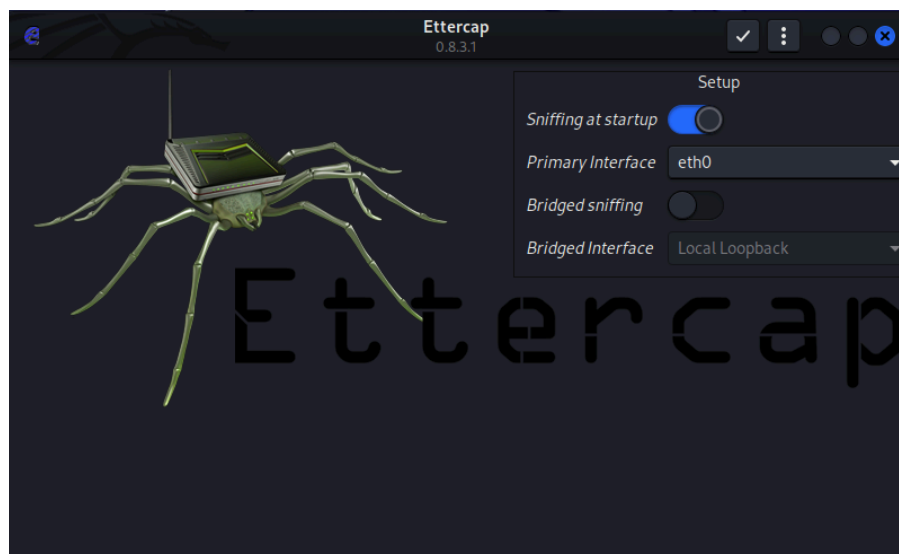 Ettercap
0.8.3.1
Setup
Sniffing at startup
Primary Interface eth0
Bridged sniffing
Bridged Interface Local Loopback
Ettercap